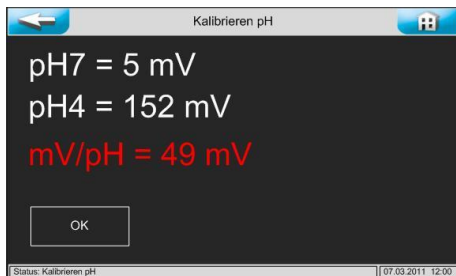 Kalibrieren pH
pH7 = 5 mV
pH4 = 152 mV
mV/pH = 49 mV
OK
Status: Kalibrieren pH
07.03.2011 12:00